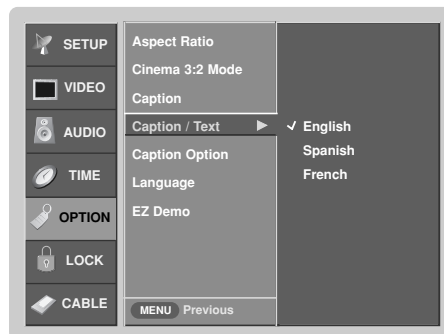 SETUP
VIDEO
AUDIO
TIME
OPTION
LOCK
CABLE
Aspect Ratio
Cinema 3:2 Mode
Caption
Caption / Text
Caption Option
Language
EZ Demo
MENU Previous
English
Spanish
French